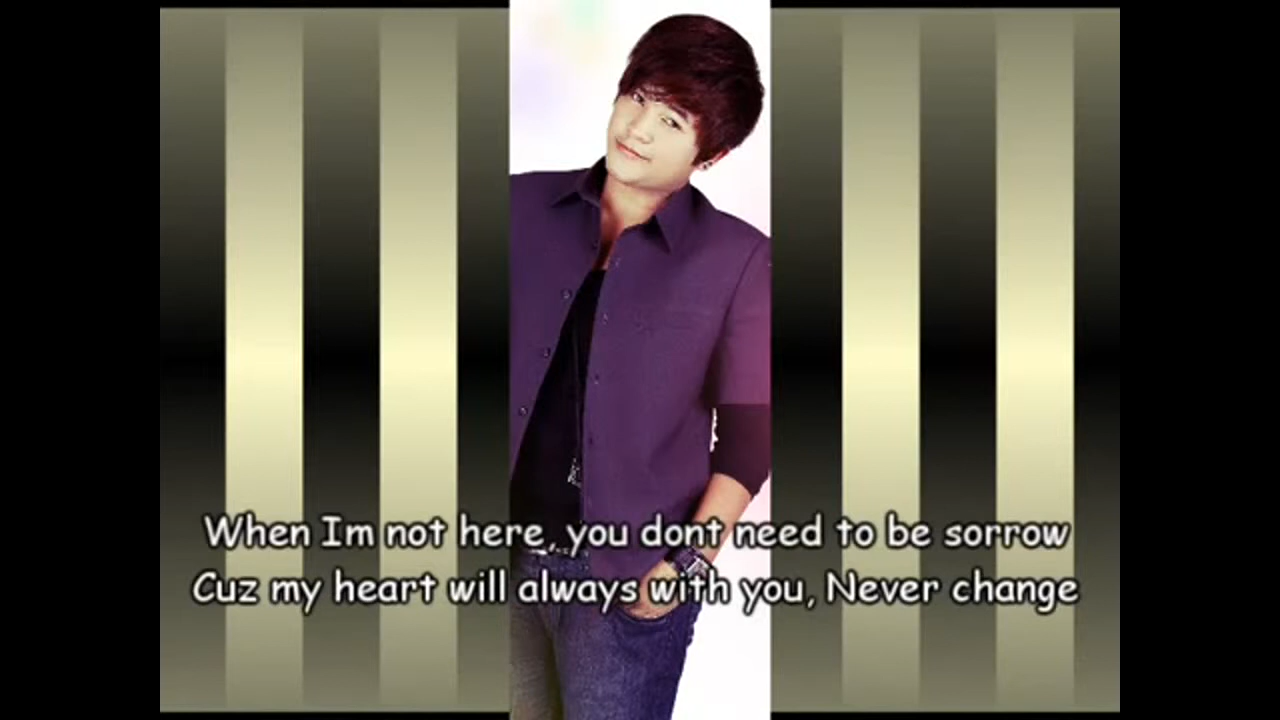 When Im not here, you dont need to be sorrow
Cuz my heart will always with you, Never change